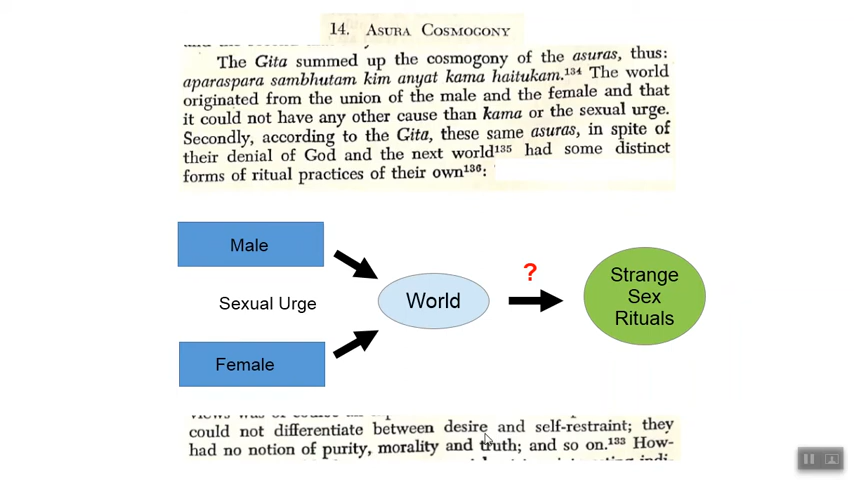 14. Asura Cosmogony
The Gita summed up the cosmogony of the asuras, thus:
aparaspara sambhutam kim anyat kama haitukam.¹³⁴ The world
originated from the union of the male and the female and that
it could not have any other cause than kama or the sexual urge.
Secondly, according to the Gita, these same asuras, in spite of
their denial of God and the next world¹³⁵ had some distinct
forms of ritual practices of their own¹³⁶:
Male
Sexual Urge
Female
World
?
Strange
Sex
Rituals
could not differentiate between desire and self-restraint; they
had no notion of purity, morality and truth; and so on.¹³³ How-